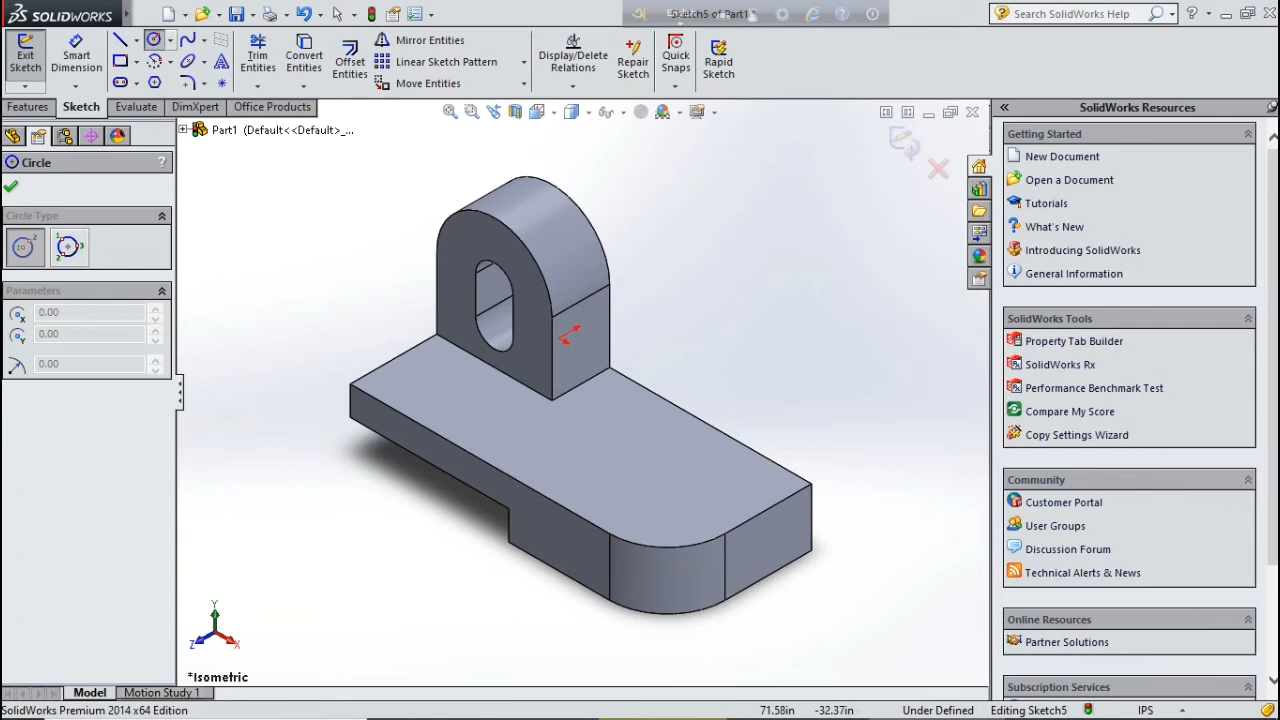 SOLIDWORKS
Sketch5 of Part1 *
Search SolidWorks Help
Exit Sketch
Smart Dimension
Trim Entities
Convert Entities
Offset Entities
Mirror Entities
Linear Sketch Pattern
Move Entities
Display/Delete Relations
Repair Sketch
Quick Snaps
Rapid Sketch
Features
Sketch
Evaluate
DimXpert
Office Products
Part1 (Default<<Default>_...
Circle
?
Circle Type
Parameters
0.00
0.00
0.00
Y
Z
X
*Isometric
SolidWorks Resources
Getting Started
New Document
Open a Document
Tutorials
What's New
Introducing SolidWorks
General Information
SolidWorks Tools
Property Tab Builder
SolidWorks Rx
Performance Benchmark Test
Compare My Score
Copy Settings Wizard
Community
Customer Portal
User Groups
Discussion Forum
Technical Alerts & News
Online Resources
Partner Solutions
Subscription Services
Model
Motion Study 1
SolidWorks Premium 2014 x64 Edition
71.58in
-32.37in
Under Defined
Editing Sketch5
IPS